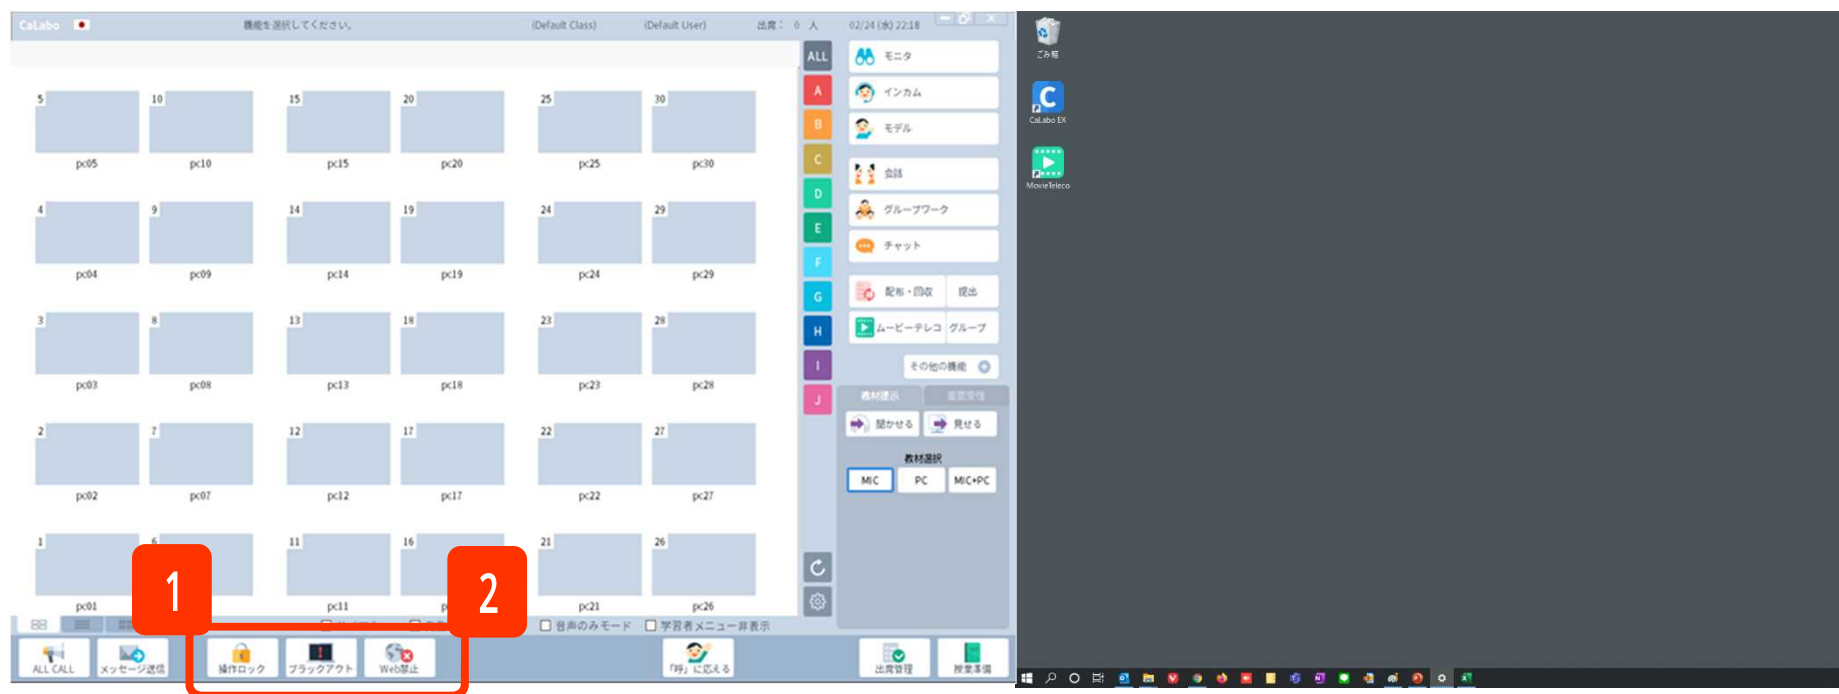 CaLabo 機能を選択してください。 (Default Class) (Default User) 出席： 0 人 02/24 (水) 22:18
ALL
A
B
C
D
E
F
G
H
I
J
5 10 15 20 25 30
pc05 pc10 pc15 pc20 pc25 pc30
4 9 14 19 24 29
pc04 pc09 pc14 pc19 pc24 pc29
3 8 13 18 23 28
pc03 pc08 pc13 pc18 pc23 pc28
2 7 12 17 22 27
pc02 pc07 pc12 pc17 pc22 pc27
1 6 11 16 21 26
pc01 pc11 pc21 pc26
1
2
音声のみモード 学習者メニュー非表示
ALL CALL メッセージ送信 操作ロック ブラックアウト Web禁止 「呼」に応える 出席管理 授業準備
モニタ
インカム
モデル
会話
グループワーク
チャット
配布・回収 提出
ムービーテレコ グループ
その他の機能
教材提示 画面受信
聞かせる 見せる
教材選択
MIC PC MIC+PC
ごみ箱
CaLabo EX
MovieTeleco